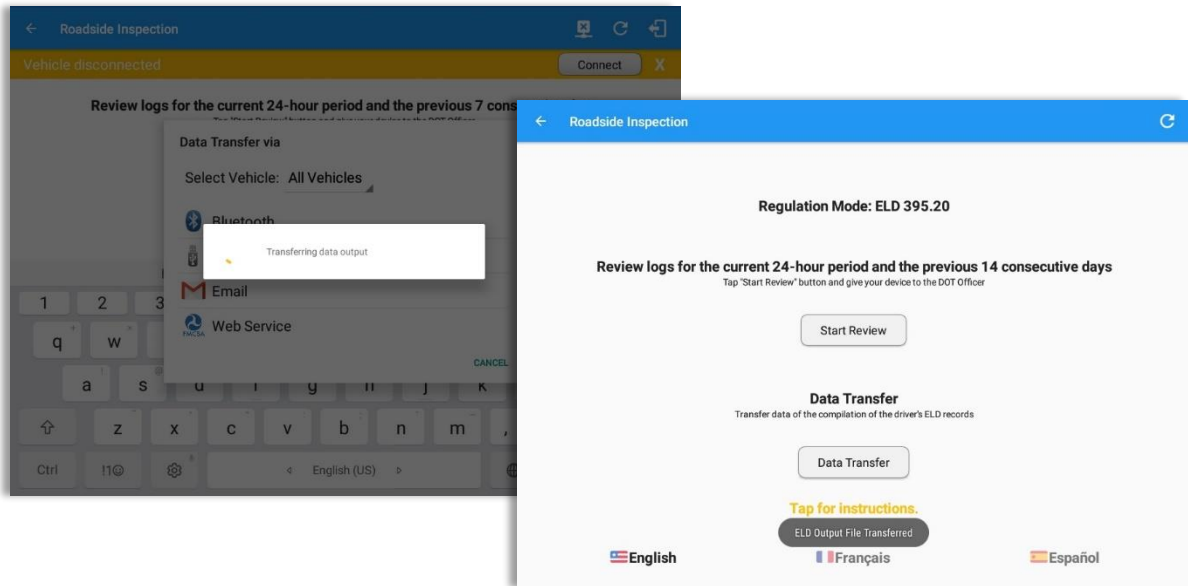 Roadside Inspection
Vehicle disconnected
Connect X
Review logs for the current 24-hour period and the previous 7
Data Transfer via
Select Vehicle: All Vehicles
Bluetooth
Transferring data output
Email
FMCSA Web Service
CANCEL
1 2 3
q w
a s d f g h j k
z x c v b n m ,
Ctrl !1☺ English (US)
Roadside Inspection
Regulation Mode: ELD 395.20
Review logs for the current 24-hour period and the previous 14 consecutive days
Tap "Start Review" button and give your device to the DOT Officer
Start Review
Data Transfer
Transfer data of the compilation of the driver's ELD records
Data Transfer
Tap for instructions.
ELD Output File Transferred
English Français Español